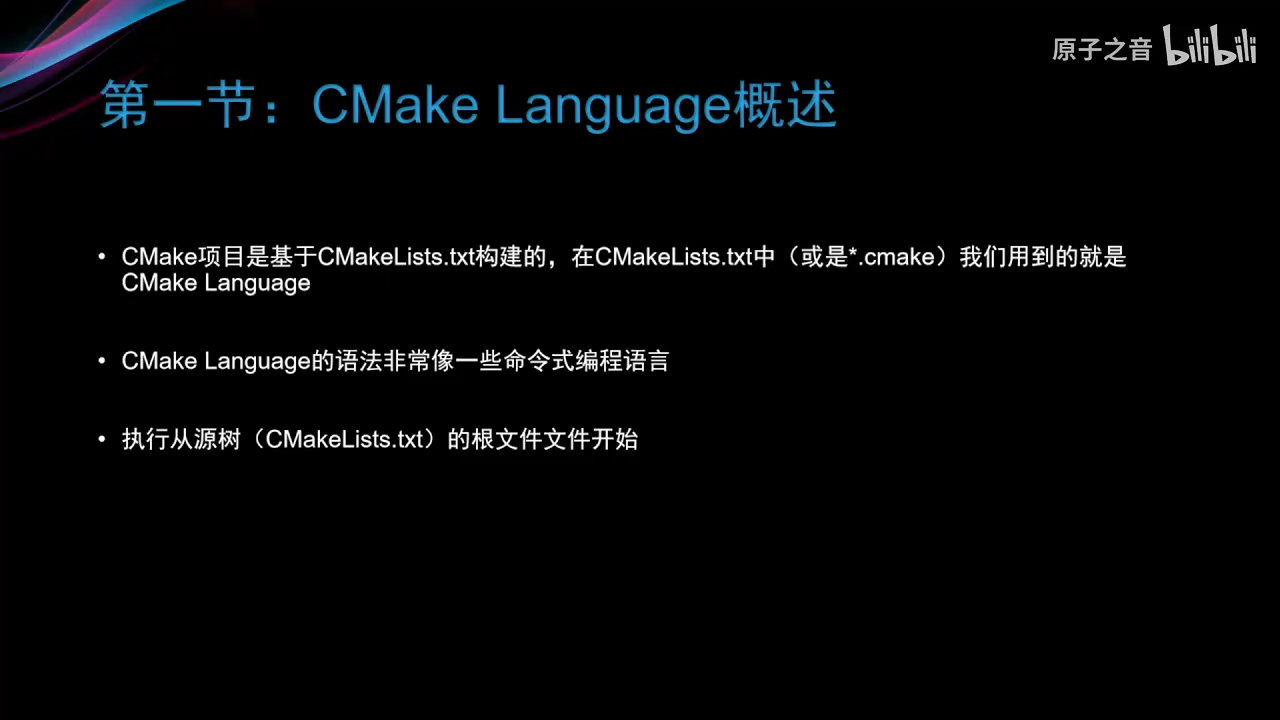 原子之音 bilibili
第一节：CMake Language概述
• CMake项目是基于CMakeLists.txt构建的，在CMakeLists.txt中（或是*.cmake）我们用到的就是
CMake Language
• CMake Language的语法非常像一些命令式编程语言
• 执行从源树（CMakeLists.txt）的根文件文件开始